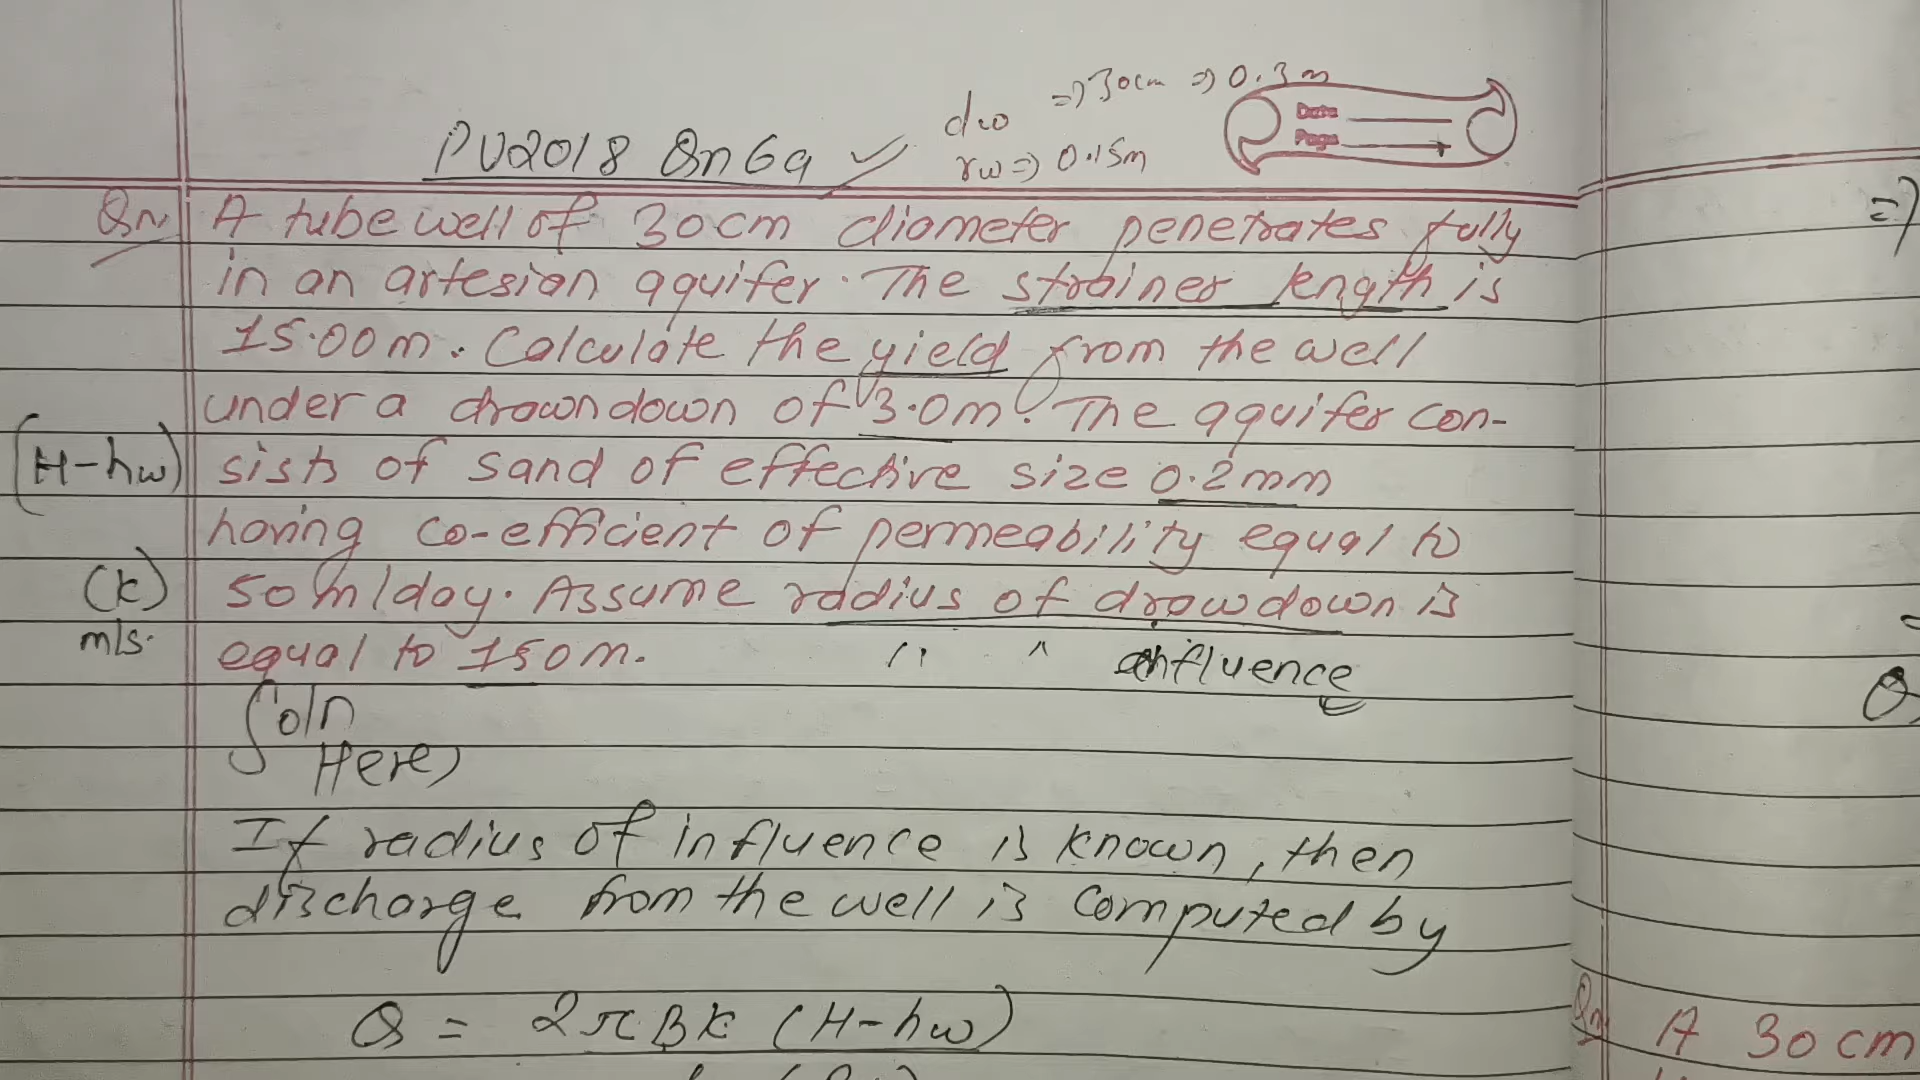 dw => 30cm => 0.3m
rw => 0.15m
Date
Page
PU2018 Qn6a
Qn A tube well of 30cm diameter penetrates fully
in an artesian aquifer. The strainer length is
15.00m. Calculate the yield from the well
under a drawndown of 3.0m. The aquifer con-
(H-hw) sists of sand of effective size 0.2mm
having co-efficient of permeability equal to
(k) 50m/day. Assume radius of drawdown is
m/s. equal to 150m. " " influence
Soln
Here,
If radius of influence is known, then
discharge from the well is computed by
Q = 2πBK (H-hw)
=>
Q
Qn A 30cm